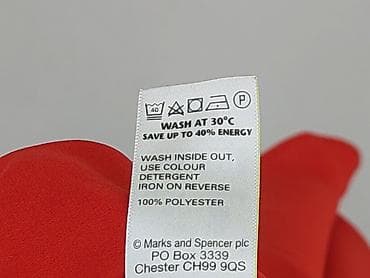 40 P
WASH AT 30°C
SAVE UP TO 40% ENERGY
WASH INSIDE OUT,
USE COLOUR
DETERGENT
IRON ON REVERSE
100% POLYESTER
© Marks and Spencer plc
PO Box 3339
Chester CH99 9QS